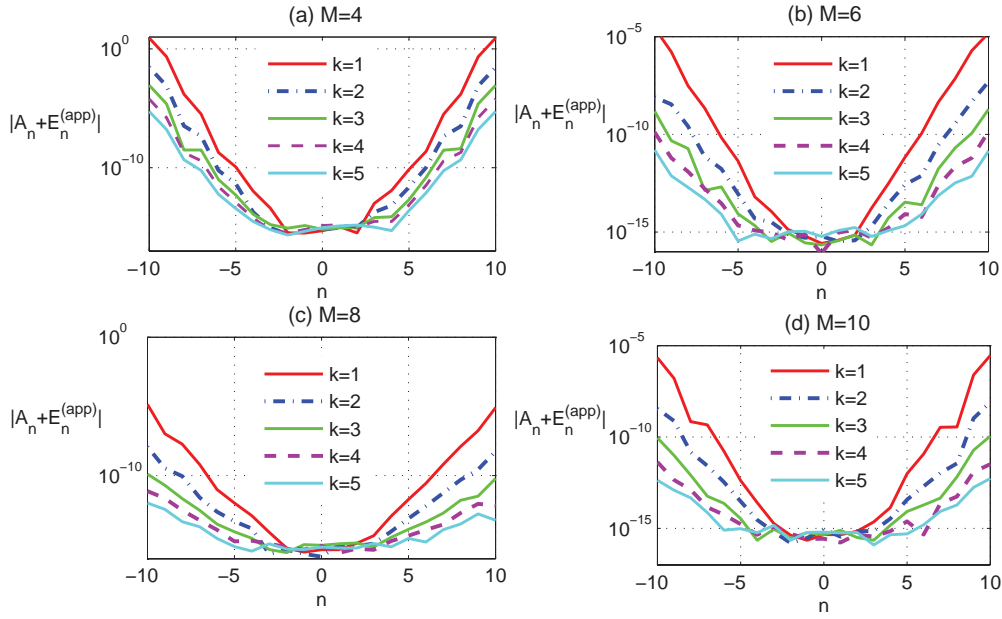 (a) M=4
10^0
10^{-10}
|A_n+E_n^{(app)}|
k=1
k=2
k=3
k=4
k=5
−10
−5
0
5
10
n
(b) M=6
10^{-5}
10^{-10}
10^{-15}
|A_n+E_n^{(app)}|
k=1
k=2
k=3
k=4
k=5
−10
−5
0
5
10
n
(c) M=8
10^0
10^{-10}
|A_n+E_n^{(app)}|
k=1
k=2
k=3
k=4
k=5
−10
−5
0
5
10
n
(d) M=10
10^{-5}
10^{-10}
10^{-15}
|A_n+E_n^{(app)}|
k=1
k=2
k=3
k=4
k=5
−10
−5
0
5
10
n